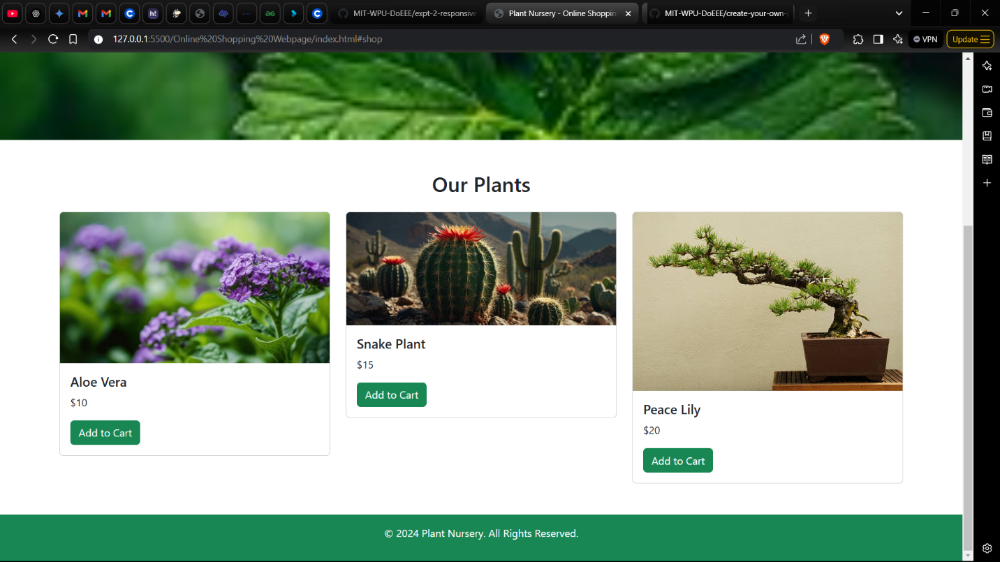 MIT-WPU-DoEEE/expt-2-responsive
Plant Nursery - Online Shoppin
MIT-WPU-DoEEE/create-your-own-
127.0.0.1:5500/Online%20Shopping%20Webpage/index.html#shop
VPN
Update
Our Plants
Aloe Vera
$10
Add to Cart
Snake Plant
$15
Add to Cart
Peace Lily
$20
Add to Cart
© 2024 Plant Nursery. All Rights Reserved.